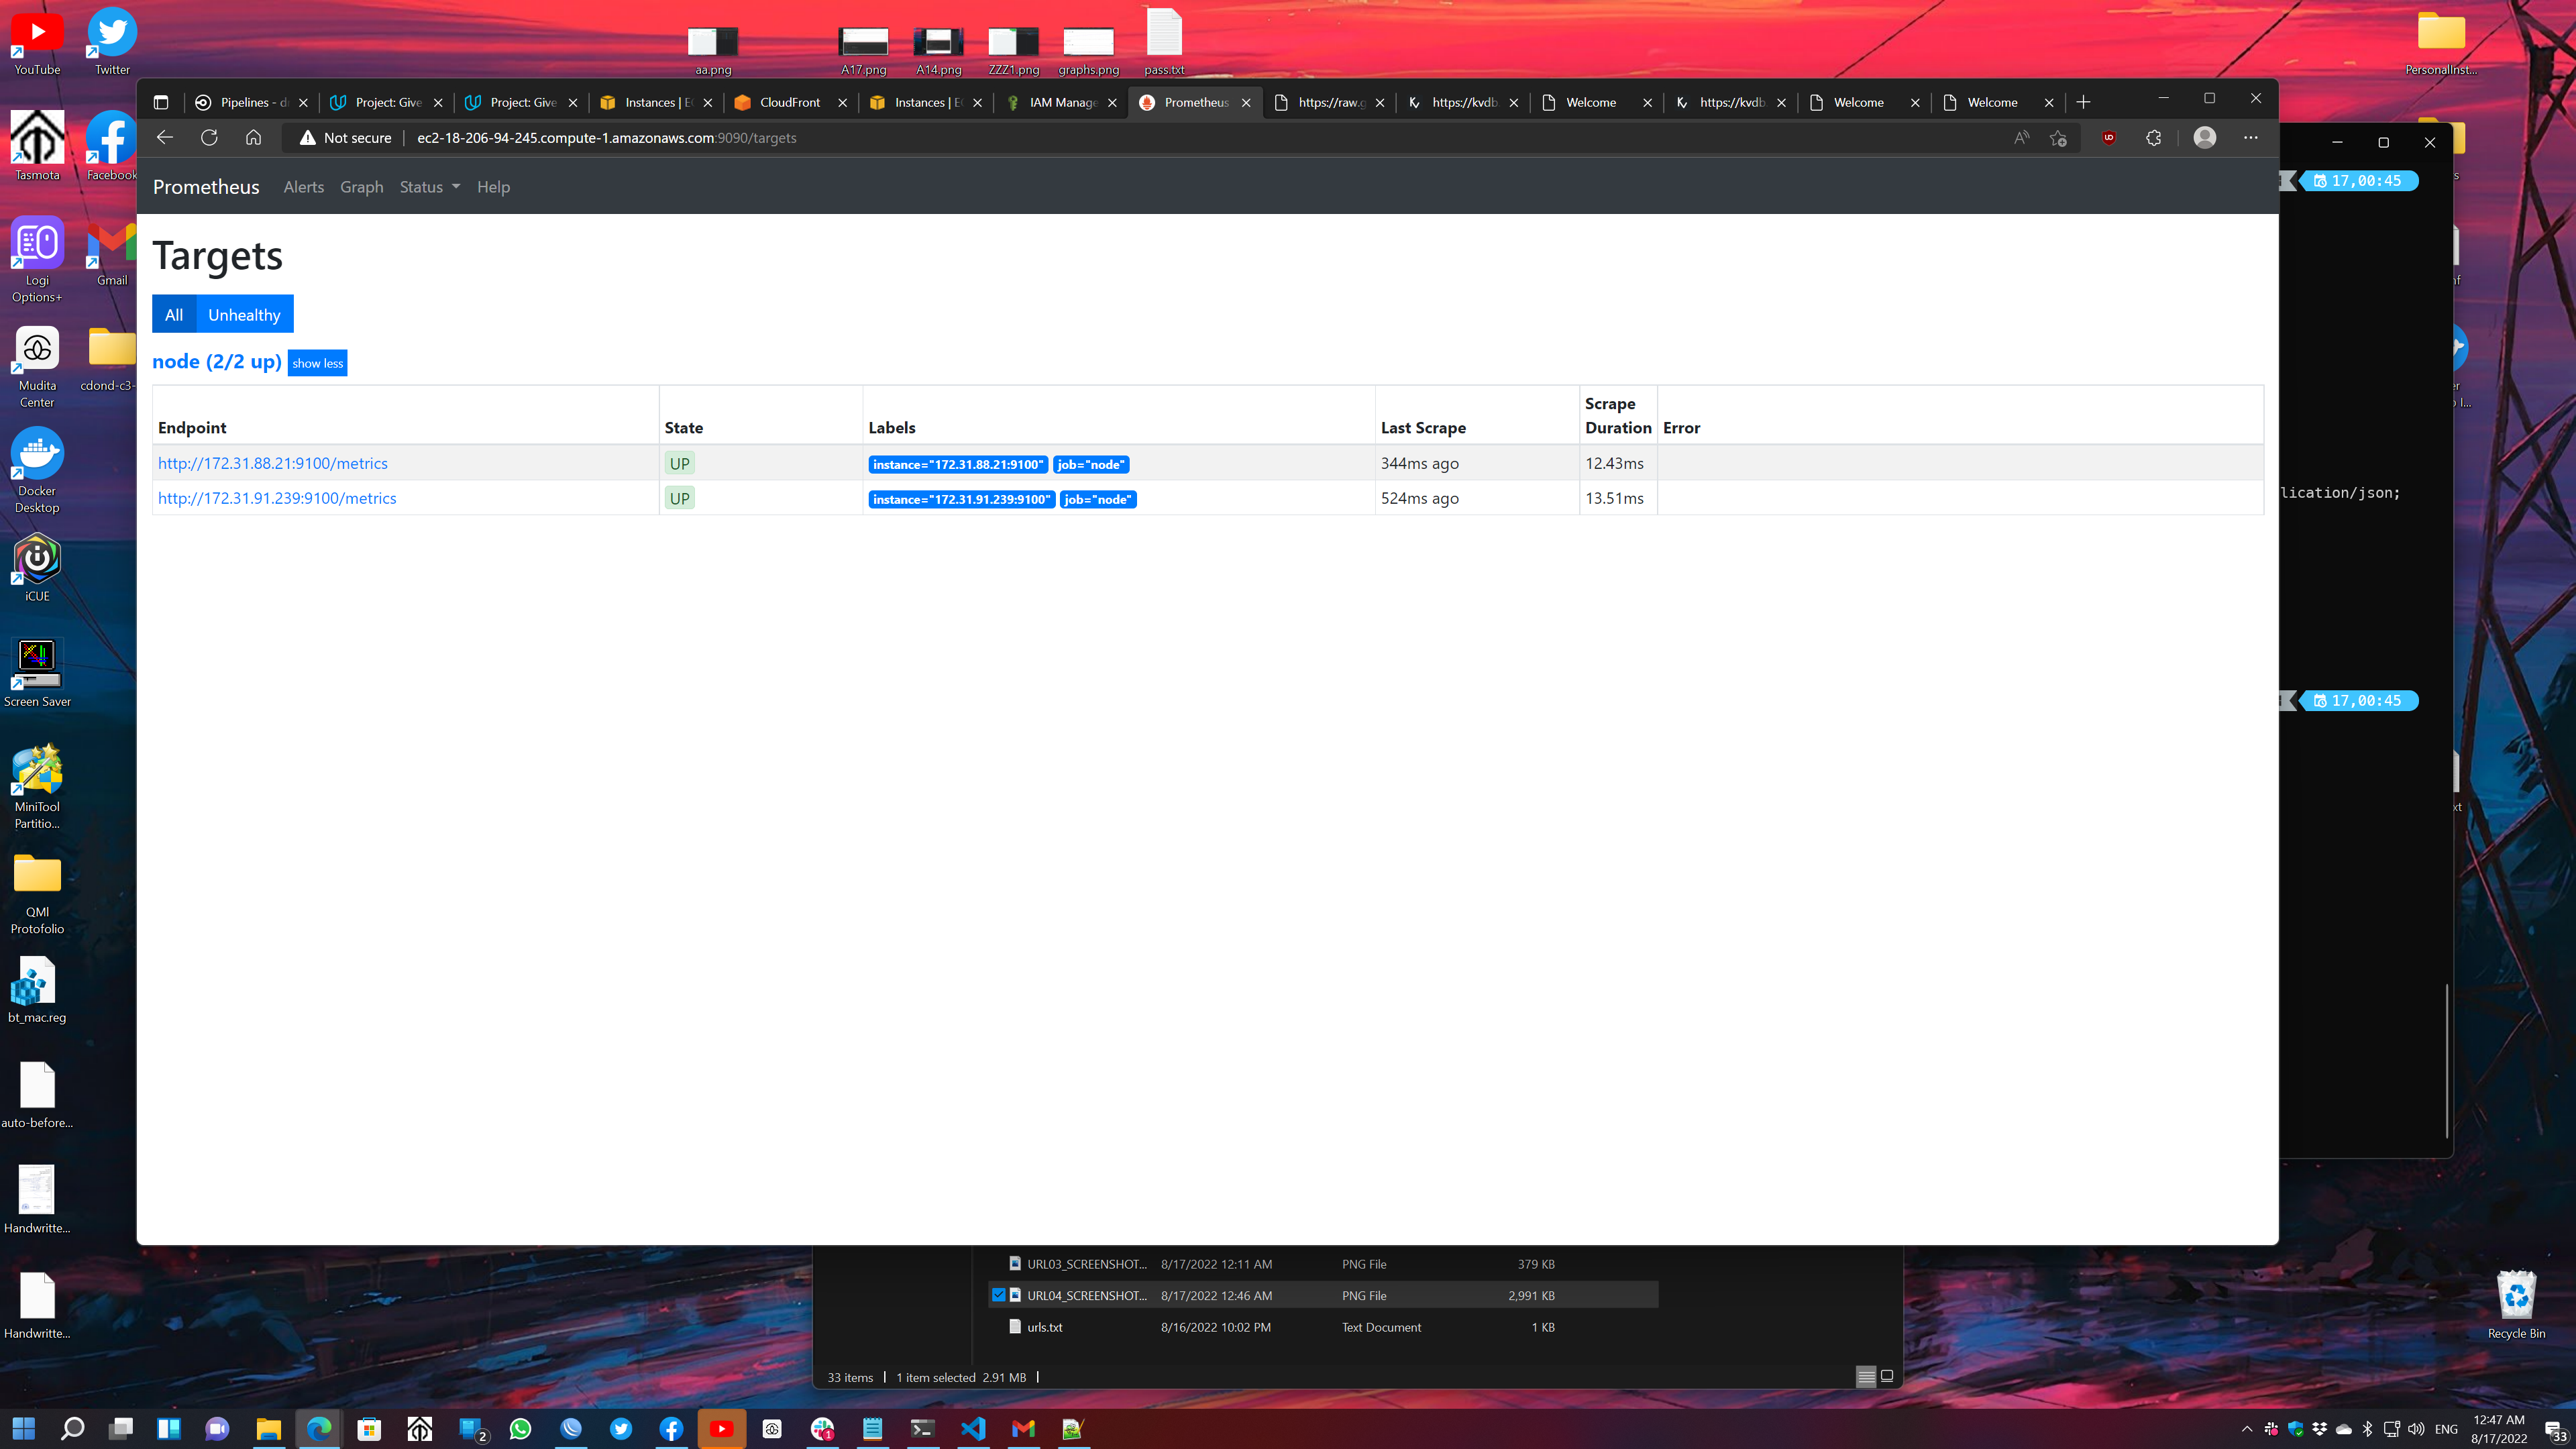 YouTube
Twitter
aa.png
A17.png
A14.png
ZZZ1.png
graphs.png
pass.txt
PersonalInst...
Pipelines - d
Project: Give
Project: Give
Instances | E
CloudFront
Instances | E
IAM Manage
Prometheus
https://raw.g
https://kvdb.
Welcome
https://kvdb.
Welcome
Welcome
Not secure
ec2-18-206-94-245.compute-1.amazonaws.com:9090/targets
Tasmota
Facebook
Prometheus
Alerts
Graph
Status
Help
17,00:45
Targets
Logi
Options+
Gmail
All
Unhealthy
node (2/2 up)
show less
Mudita
Center
cdond-c3-
Endpoint
State
Labels
Last Scrape
Scrape
Duration
Error
http://172.31.88.21:9100/metrics
UP
instance="172.31.88.21:9100"
job="node"
344ms ago
12.43ms
http://172.31.91.239:9100/metrics
UP
instance="172.31.91.239:9100"
job="node"
524ms ago
13.51ms
lication/json;
Docker
Desktop
iCUE
Screen Saver
17,00:45
MiniTool
Partitio...
QMl
Protofolio
bt_mac.reg
auto-before...
Handwritte...
Handwritte...
URL03_SCREENSHOT...
8/17/2022 12:11 AM
PNG File
379 KB
URL04_SCREENSHOT...
8/17/2022 12:46 AM
PNG File
2,991 KB
urls.txt
8/16/2022 10:02 PM
Text Document
1 KB
33 items
1 item selected 2.91 MB
Recycle Bin
2
1
ENG
12:47 AM
8/17/2022
33